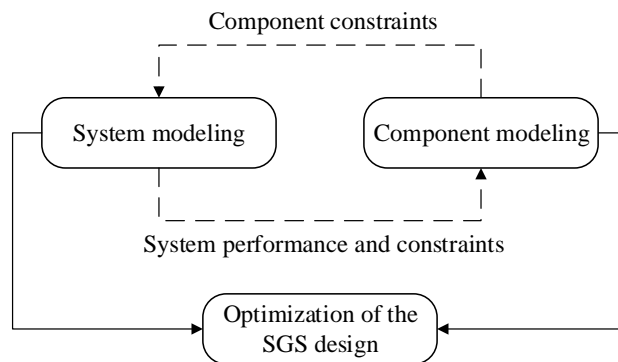 Component constraints
System modeling
Component modeling
System performance and constraints
Optimization of the
SGS design